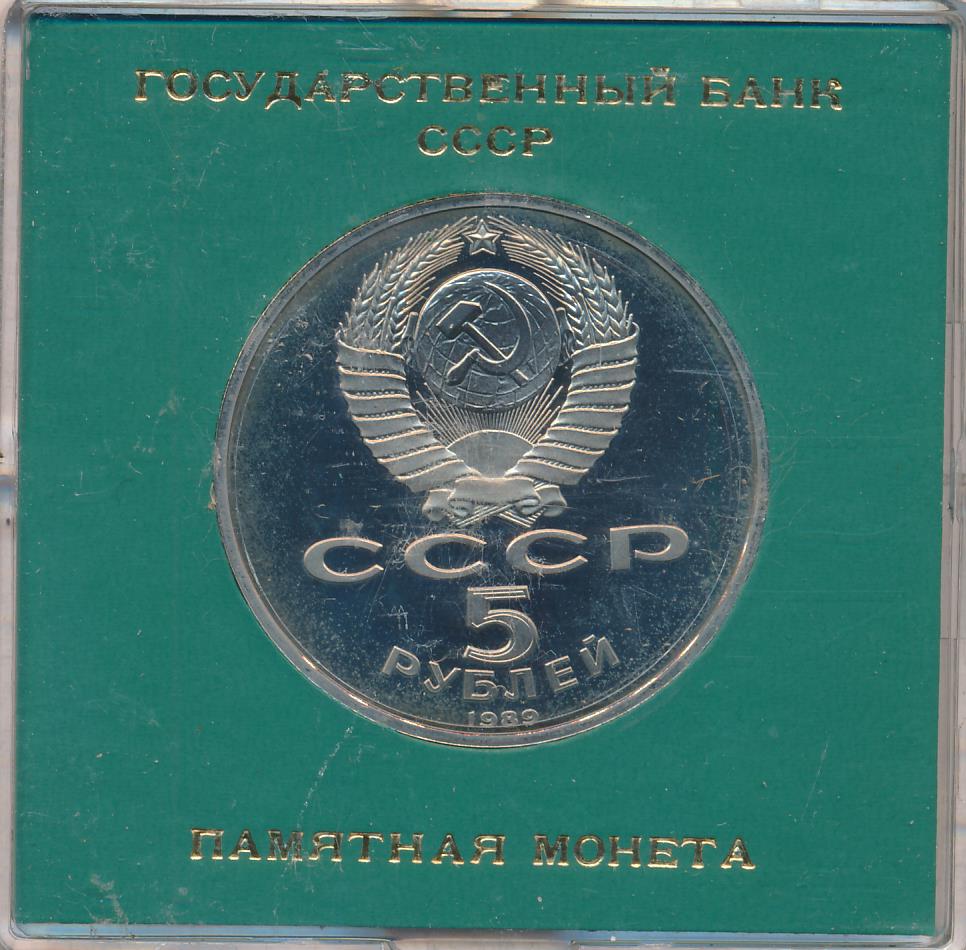 ГОСУДАРСТВЕННЫЙ БАНК
СССР
СССР
5
РУБЛЕЙ
1989
ПАМЯТНАЯ МОНЕТА